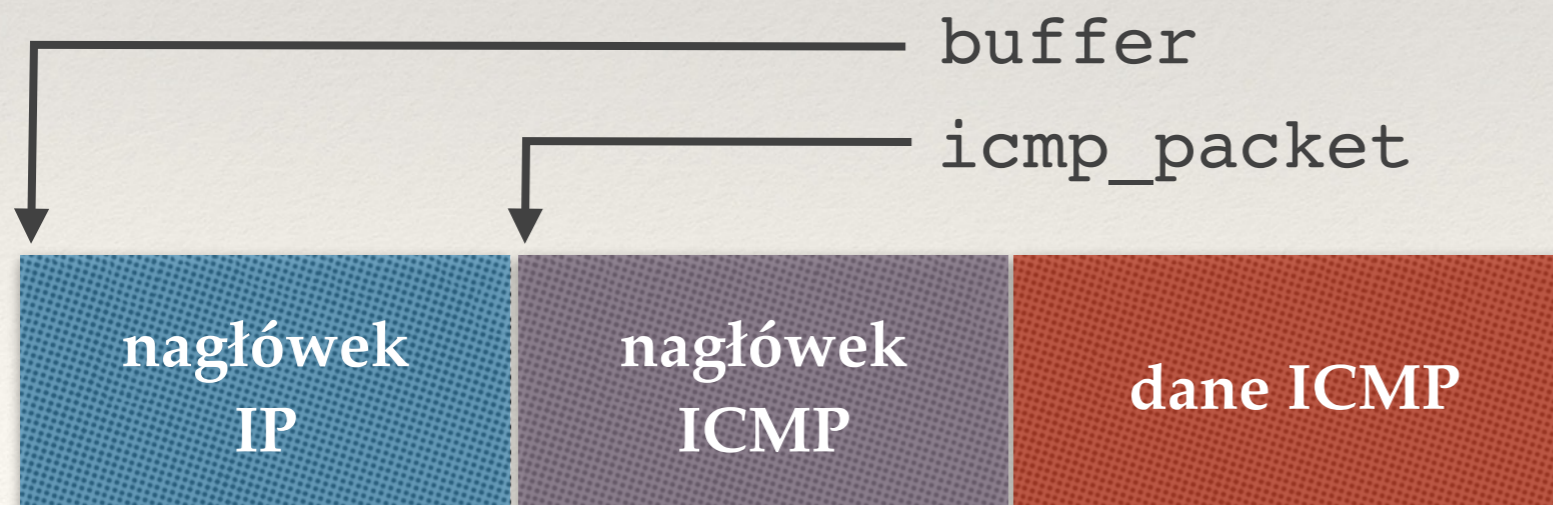 buffer
icmp_packet
nagłówek
IP
nagłówek
ICMP
dane ICMP